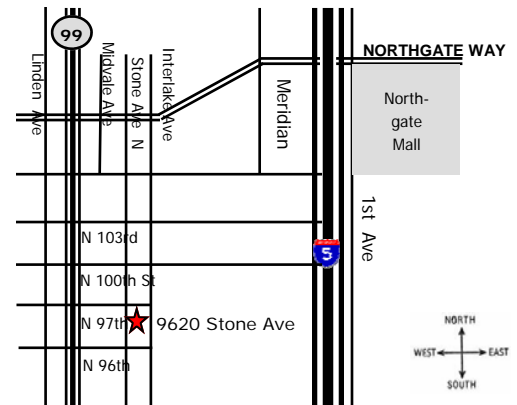 99
NORTHGATE WAY
Linden Ave
Midvale Ave
Stone Ave N
Interlake Ave
Meridian
North-
gate
Mall
1st Ave
N 103rd
5
N 100th St
N 97th
9620 Stone Ave
N 96th
NORTH
WEST
EAST
SOUTH